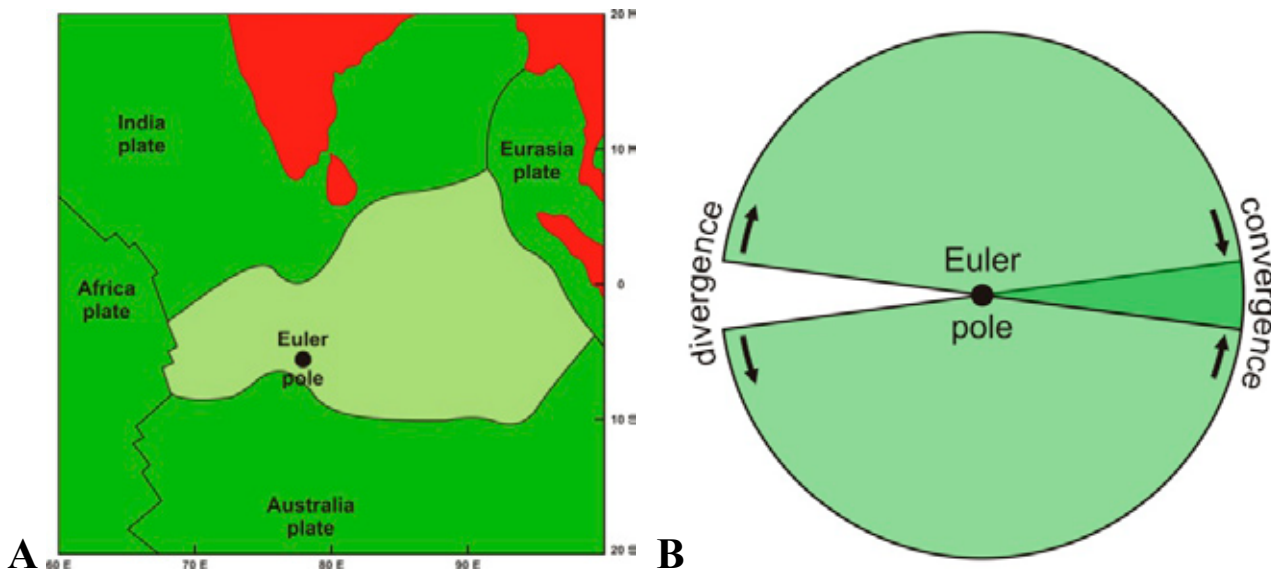 20
India
plate
Eurasia
plate
10
Africa
plate
0
Euler
pole
10
Australia
plate
20
60 E
70 E
80 E
90 E
A
divergence
Euler
pole
convergence
B